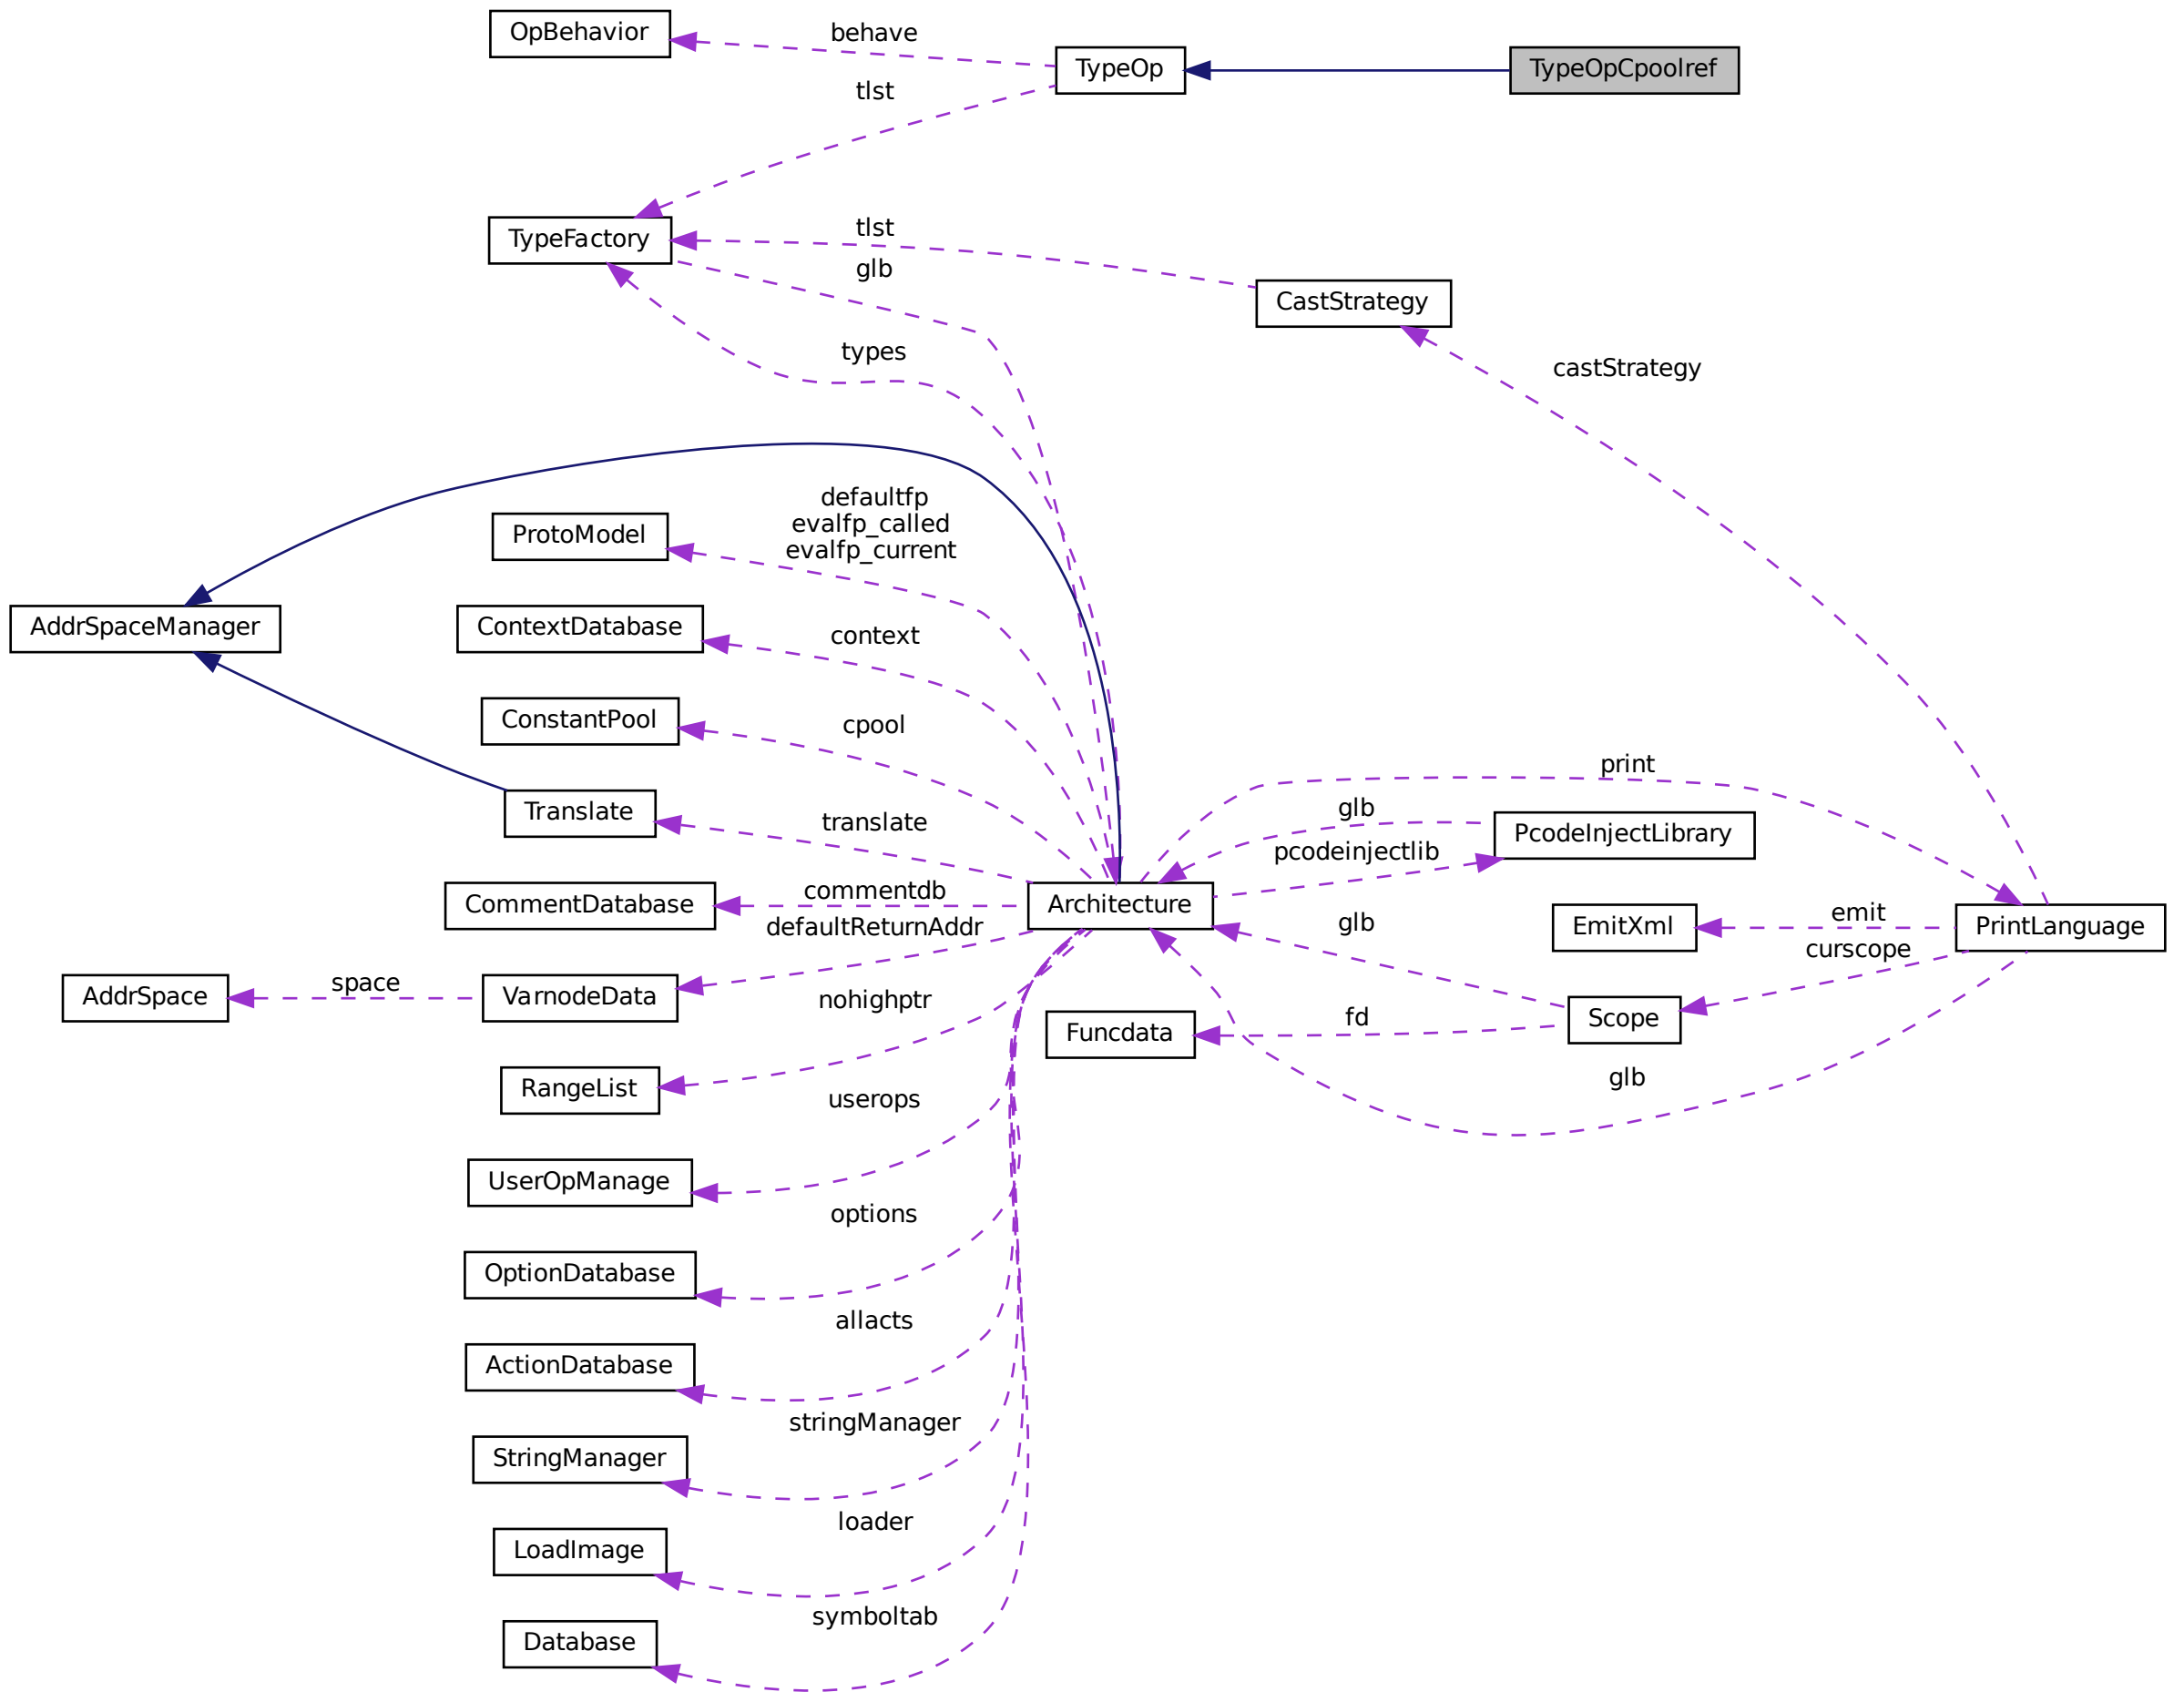 OpBehavior
behave
TypeOp
TypeOpCpoolref
tlst
TypeFactory
tlst
glb
CastStrategy
types
castStrategy
defaultfp
evalfp_called
evalfp_current
ProtoModel
AddrSpaceManager
ContextDatabase
context
ConstantPool
cpool
print
Translate
translate
glb
PcodeInjectLibrary
pcodeinjectlib
CommentDatabase
commentdb
Architecture
defaultReturnAddr
glb
EmitXml
emit
PrintLanguage
curscope
AddrSpace
space
VarnodeData
nohighptr
Funcdata
fd
Scope
RangeList
userops
glb
UserOpManage
options
OptionDatabase
allacts
ActionDatabase
stringManager
StringManager
loader
LoadImage
symboltab
Database